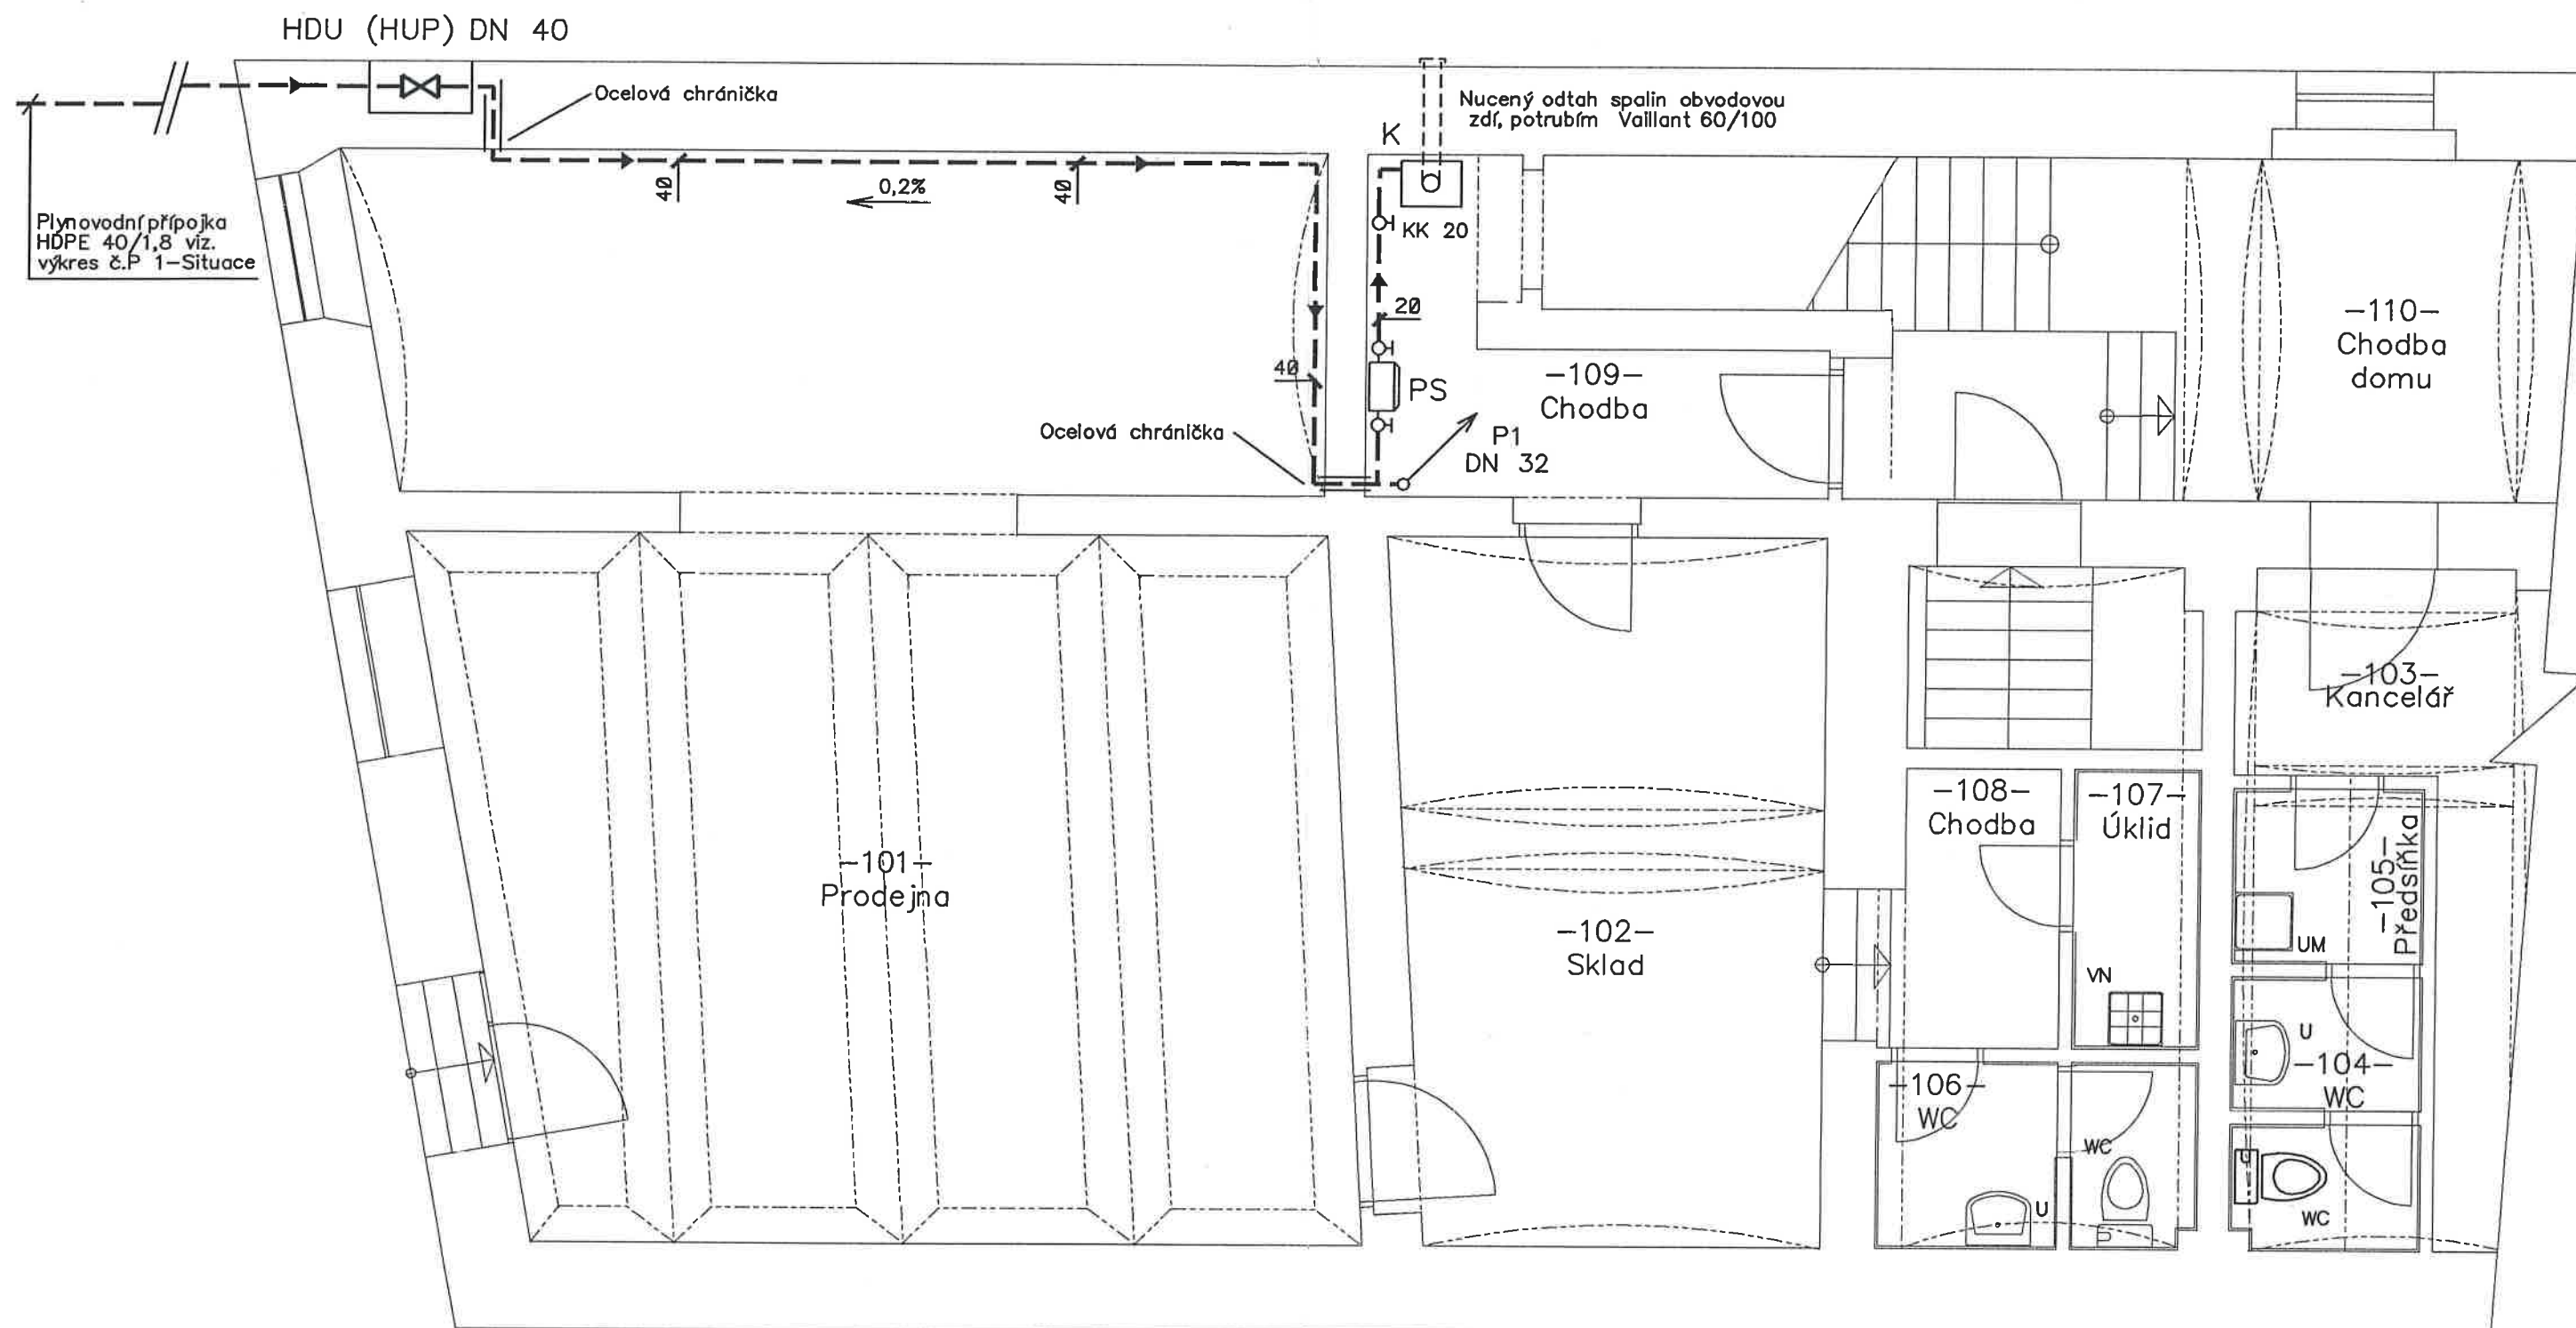 HDU (HUP) DN 40
Ocelová chránička
Nucený odtah spalin obvodovou
zdí, potrubím Vaillant 60/100
K
40
0,2%
40
KK 20
Plynovodní přípojka
HDPE 40/1,8 viz.
výkres č.P 1-Situace
20
40
PS
-109-
Chodba
-110-
Chodba
domu
Ocelová chránička
P1
DN 32
-103-
Kancelář
-108-
Chodba
-107-
Úklid
-105-
Předsíňka
-101-
Prodejna
-102-
Sklad
UM
VN
U
-104-
WC
-106-
WC
WC
U
U
WC